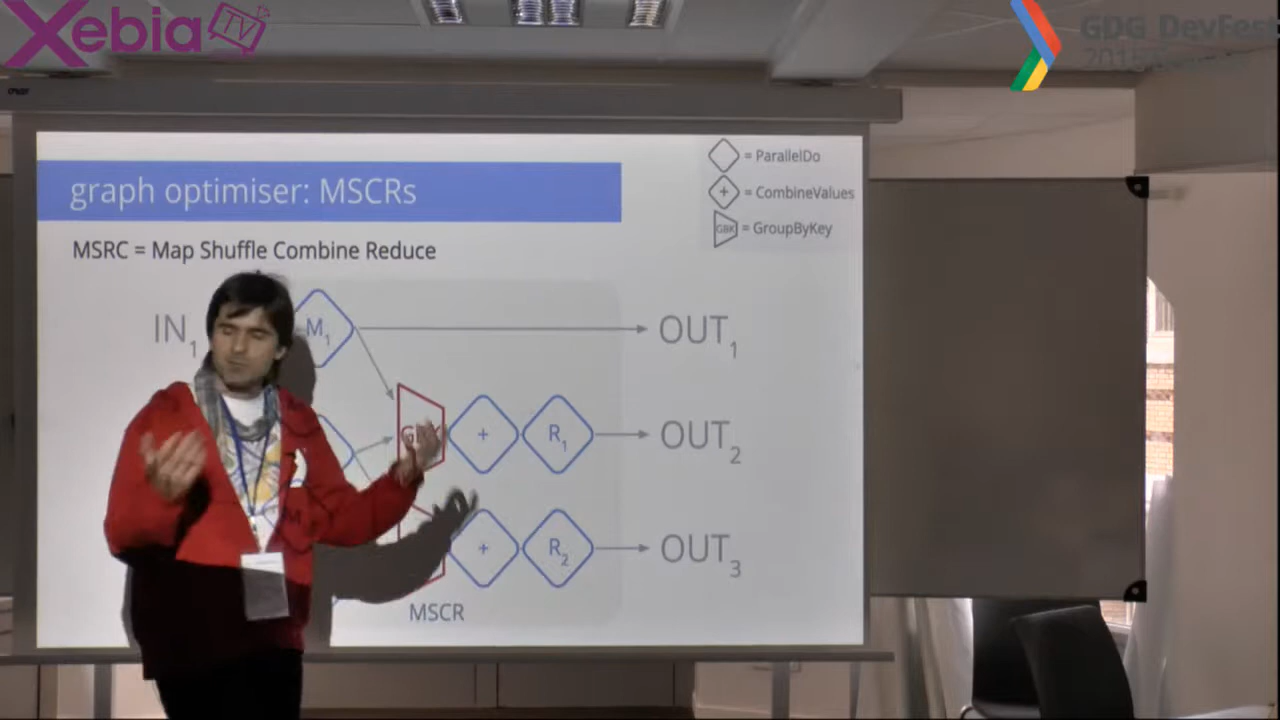 Xebia TV
GDG DevFest
graph optimiser: MSCRs
= ParallelDo
+ = CombineValues
GBK = GroupByKey
MSRC = Map Shuffle Combine Reduce
IN1
M1
OUT1
+
R1
OUT2
+
R2
OUT3
MSCR